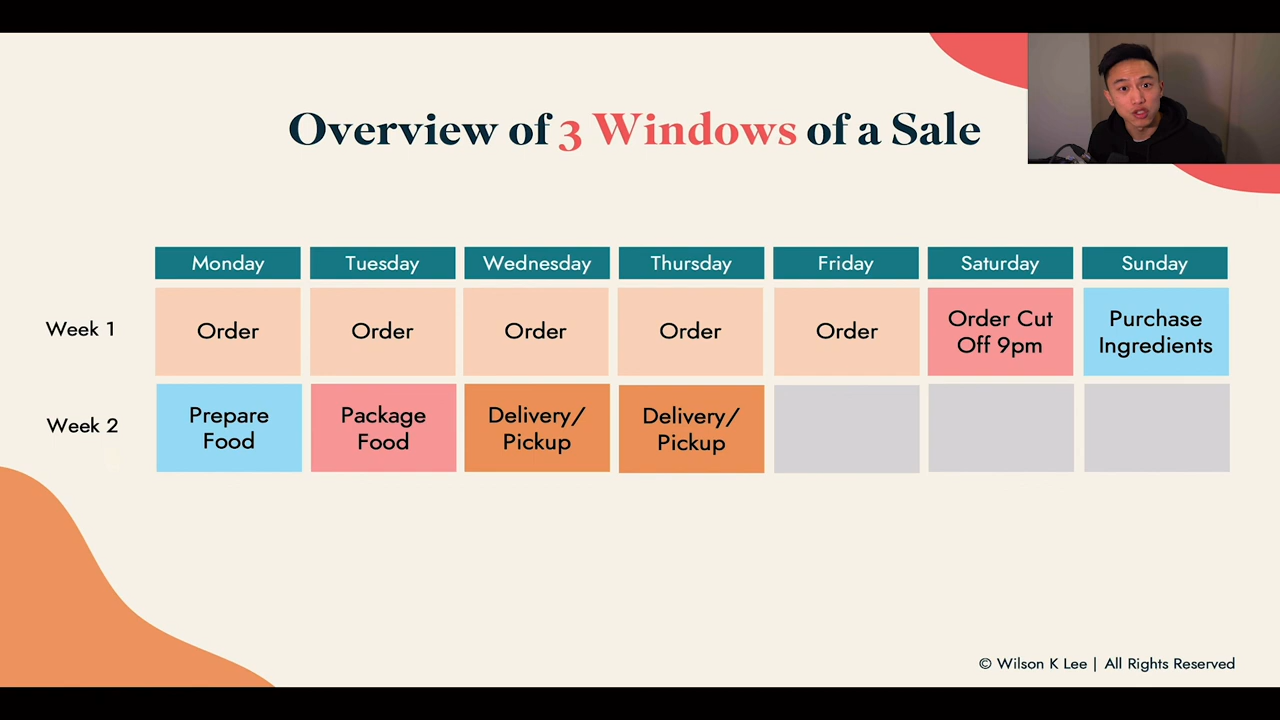 Overview of 3 Windows of a Sale
Monday
Tuesday
Wednesday
Thursday
Friday
Saturday
Sunday
Week 1
Order
Order
Order
Order
Order
Order Cut
Off 9pm
Purchase
Ingredients
Week 2
Prepare
Food
Package
Food
Delivery/
Pickup
Delivery/
Pickup
© Wilson K Lee | All Rights Reserved